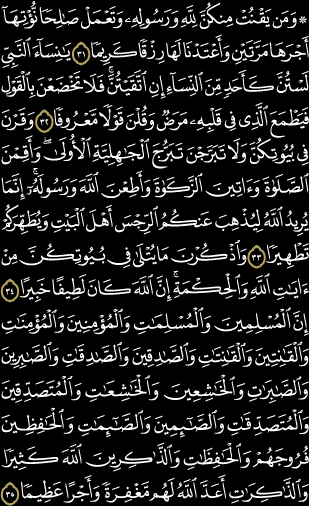 ۞ وَمَن يَقْنُتْ مِنكُنَّ لِلَّهِ وَرَسُولِهِۦ وَتَعْمَلْ صَٰلِحًا نُّؤْتِهَآ
أَجْرَهَا مَرَّتَيْنِ وَأَعْتَدْنَا لَهَا رِزْقًا كَرِيمًا ٣١ يَٰنِسَآءَ ٱلنَّبِىِّ
لَسْتُنَّ كَأَحَدٍ مِّنَ ٱلنِّسَآءِ إِنِ ٱتَّقَيْتُنَّ فَلَا تَخْضَعْنَ بِٱلْقَوْلِ
فَيَطْمَعَ ٱلَّذِى فِى قَلْبِهِۦ مَرَضٌ وَقُلْنَ قَوْلًا مَّعْرُوفًا ٣٢ وَقَرْنَ
فِى بُيُوتِكُنَّ وَلَا تَبَرَّجْنَ تَبَرُّجَ ٱلْجَٰهِلِيَّةِ ٱلْأُولَىٰ ۖ وَأَقِمْنَ
ٱلصَّلَوٰةَ وَءَاتِينَ ٱلزَّكَوٰةَ وَأَطِعْنَ ٱللَّهَ وَرَسُولَهُۥٓ ۚ إِنَّمَا
يُرِيدُ ٱللَّهُ لِيُذْهِبَ عَنكُمُ ٱلرِّجْسَ أَهْلَ ٱلْبَيْتِ وَيُطَهِّرَكُمْ
تَطْهِيرًا ٣٣ وَٱذْكُرْنَ مَا يُتْلَىٰ فِى بُيُوتِكُنَّ مِنْ
ءَايَٰتِ ٱللَّهِ وَٱلْحِكْمَةِ ۚ إِنَّ ٱللَّهَ كَانَ لَطِيفًا خَبِيرًا ٣٤
إِنَّ ٱلْمُسْلِمِينَ وَٱلْمُسْلِمَٰتِ وَٱلْمُؤْمِنِينَ وَٱلْمُؤْمِنَٰتِ
وَٱلْقَٰنِتِينَ وَٱلْقَٰنِتَٰتِ وَٱلصَّٰدِقِينَ وَٱلصَّٰدِقَٰتِ وَٱلصَّٰبِرِينَ
وَٱلصَّٰبِرَٰتِ وَٱلْخَٰشِعِينَ وَٱلْخَٰشِعَٰتِ وَٱلْمُتَصَدِّقِينَ
وَٱلْمُتَصَدِّقَٰتِ وَٱلصَّٰٓئِمِينَ وَٱلصَّٰٓئِمَٰتِ وَٱلْحَٰفِظِينَ
فُرُوجَهُمْ وَٱلْحَٰفِظَٰتِ وَٱلذَّٰكِرِينَ ٱللَّهَ كَثِيرًا
وَٱلذَّٰكِرَٰتِ أَعَدَّ ٱللَّهُ لَهُم مَّغْفِرَةً وَأَجْرًا عَظِيمًا ٣٥